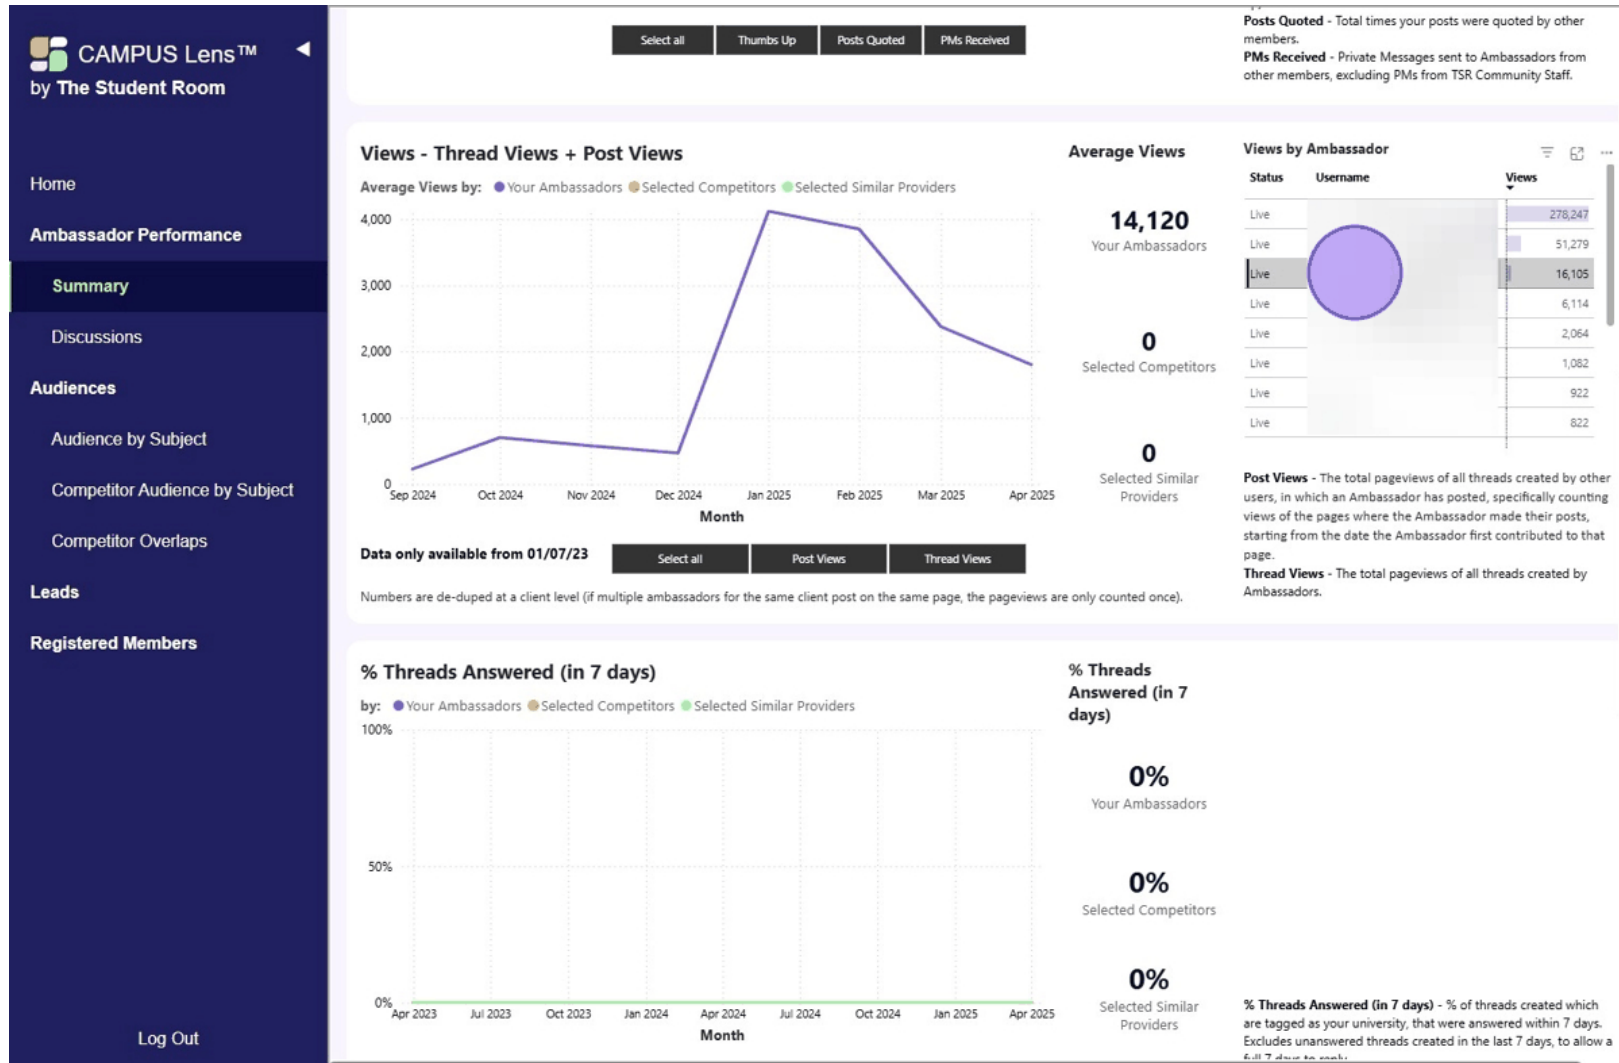 CAMPUS Lens™
by The Student Room
Home
Ambassador Performance
Summary
Discussions
Audiences
Audience by Subject
Competitor Audience by Subject
Competitor Overlaps
Leads
Registered Members
Log Out
Select all
Thumbs Up
Posts Quoted
PMs Received
Posts Quoted - Total times your posts were quoted by other
members.
PMs Received - Private Messages sent to Ambassadors from
other members, excluding PMs from TSR Community Staff.
Views - Thread Views + Post Views
Average Views by: Your Ambassadors Selected Competitors Selected Similar Providers
4,000
3,000
2,000
1,000
0
Sep 2024 Oct 2024 Nov 2024 Dec 2024 Jan 2025 Feb 2025 Mar 2025 Apr 2025
Month
Data only available from 01/07/23
Select all
Post Views
Thread Views
Numbers are de-duped at a client level (if multiple ambassadors for the same client post on the same page, the pageviews are only counted once).
Average Views
14,120
Your Ambassadors
0
Selected Competitors
0
Selected Similar
Providers
Views by Ambassador
Status Username Views
Live 278,247
Live 51,279
Live 16,105
Live 6,114
Live 2,064
Live 1,082
Live 922
Live 822
Post Views - The total pageviews of all threads created by other
users, in which an Ambassador has posted, specifically counting
views of the pages where the Ambassador made their posts,
starting from the date the Ambassador first contributed to that
page.
Thread Views - The total pageviews of all threads created by
Ambassadors.
% Threads Answered (in 7 days)
by: Your Ambassadors Selected Competitors Selected Similar Providers
100%
50%
0%
Apr 2023 Jul 2023 Oct 2023 Jan 2024 Apr 2024 Jul 2024 Oct 2024 Jan 2025 Apr 2025
Month
% Threads
Answered (in 7
days)
0%
Your Ambassadors
0%
Selected Competitors
0%
Selected Similar
Providers
% Threads Answered (in 7 days) - % of threads created which
are tagged as your university, that were answered within 7 days.
Excludes unanswered threads created in the last 7 days, to allow a
full 7 days to reply.